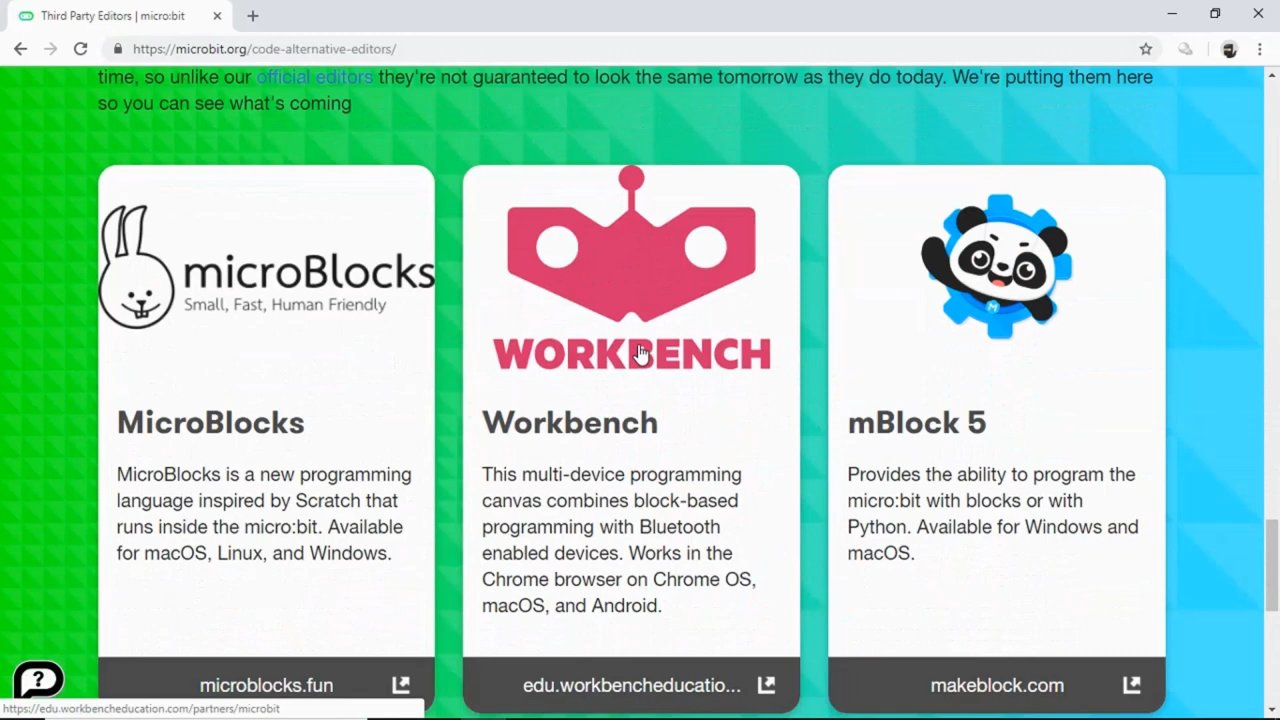 Third Party Editors | micro:bit
https://microbit.org/code-alternative-editors/
time, so unlike our official editors they're not guaranteed to look the same tomorrow as they do today. We're putting them here
so you can see what's coming
microBlocks
Small, Fast, Human Friendly
MicroBlocks
MicroBlocks is a new programming
language inspired by Scratch that
runs inside the micro:bit. Available
for macOS, Linux, and Windows.
microblocks.fun
WORKBENCH
Workbench
This multi-device programming
canvas combines block-based
programming with Bluetooth
enabled devices. Works in the
Chrome browser on Chrome OS,
macOS, and Android.
edu.workbencheducatio...
mBlock 5
Provides the ability to program the
micro:bit with blocks or with
Python. Available for Windows and
macOS.
makeblock.com
?
https://edu.workbencheducation.com/partners/microbit